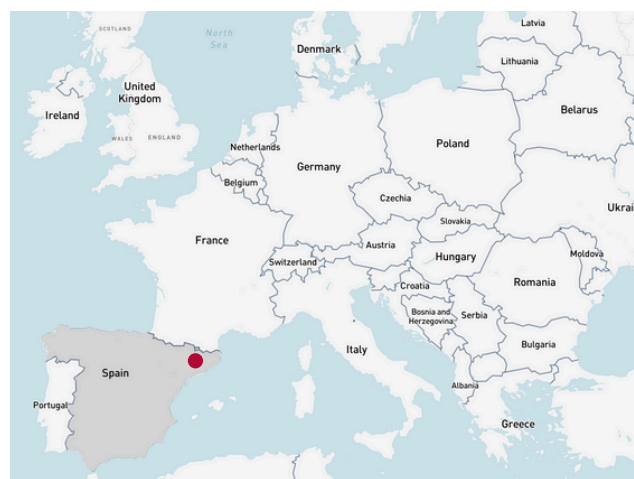 SCOTLAND
North
Sea
Denmark
Latvia
Lithuania
United
Kingdom
Ireland
WALES
ENGLAND
Netherlands
Belgium
Germany
Poland
Belarus
Czechia
Slovakia
Ukrai
France
Switzerland
Austria
Hungary
Moldova
Romania
Croatia
Bosnia and
Herzegovina
Serbia
Italy
Bulgaria
Spain
Portugal
Albania
Greece